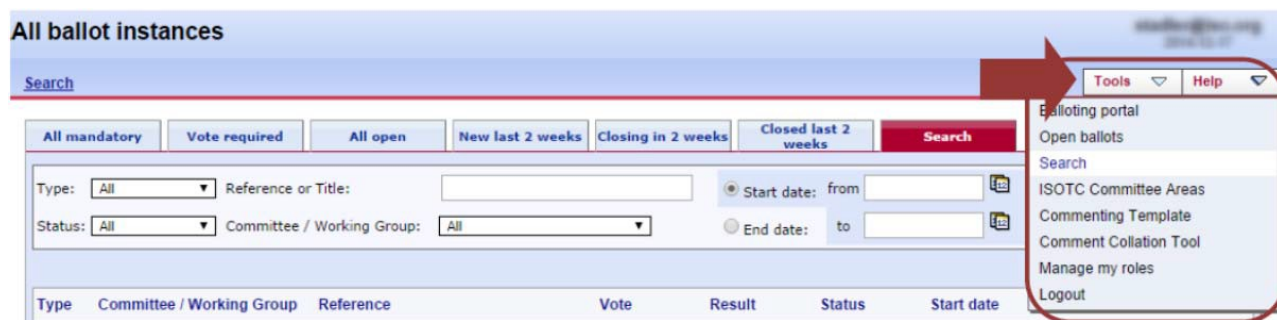 All ballot instances
Search
Tools Help
Balloting portal
Open ballots
Search
ISOTC Committee Areas
Commenting Template
Comment Collation Tool
Manage my roles
Logout
All mandatory Vote required All open New last 2 weeks Closing in 2 weeks Closed last 2 weeks Search
Type: All Reference or Title: Start date: from
Status: All Committee / Working Group: All End date: to
Type Committee / Working Group Reference Vote Result Status Start date